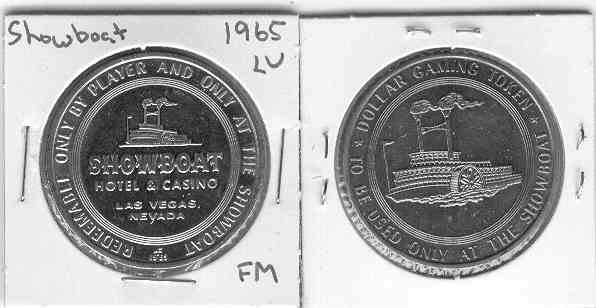 Showboat 1965
LV
REDEEMABLE ONLY BY PLAYER AND ONLY AT THE SHOWBOAT
SHOWBOAT
HOTEL & CASINO
LAS VEGAS,
NEVADA
FM
★ DOLLAR GAMING TOKEN ★
TO BE USED ONLY AT THE SHOWBOAT